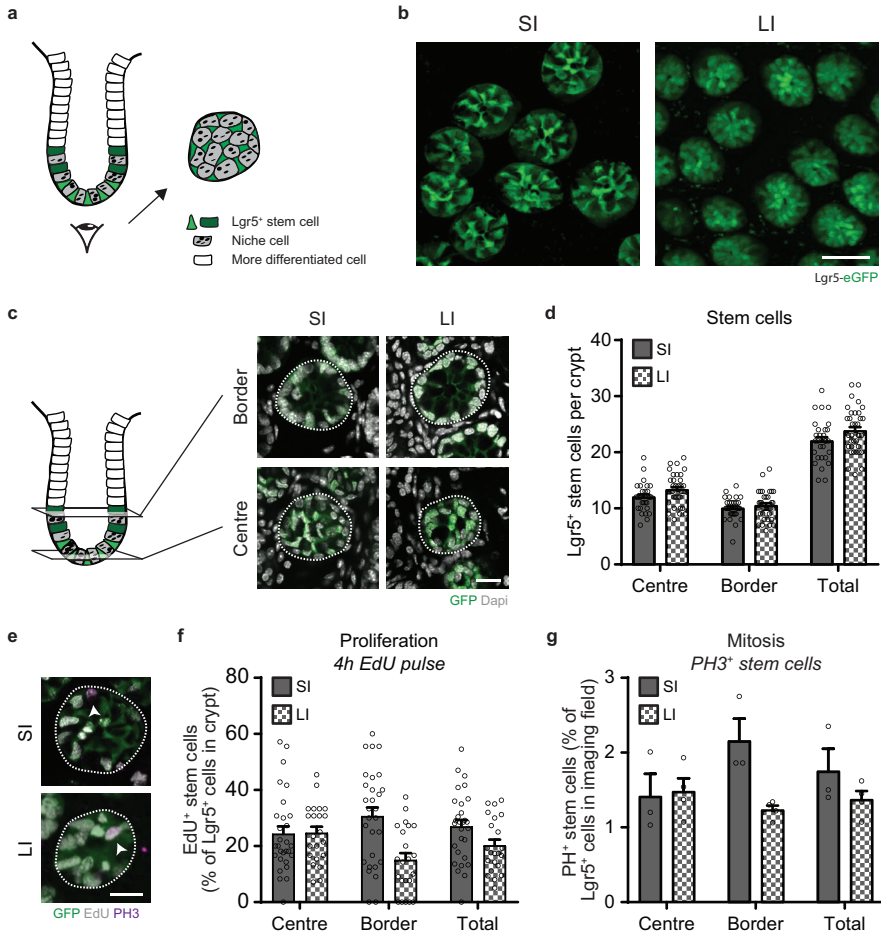 a
Lgr5⁺ stem cell
Niche cell
More differentiated cell
b
SI
LI
Lgr5-eGFP
c
SI
LI
Border
Centre
GFP Dapi
d
Stem cells
SI
LI
Lgr5⁺ stem cells per crypt
40
30
20
10
0
Centre
Border
Total
e
SI
LI
GFP EdU PH3
f
Proliferation
4h EdU pulse
SI
LI
EdU⁺ stem cells
(% of Lgr5⁺ cells in crypt)
80
60
40
20
0
Centre
Border
Total
g
Mitosis
PH3⁺ stem cells
SI
LI
PH⁺ stem cells (% of
Lgr5⁺ cells in imaging field)
3
2
1
0
Centre
Border
Total